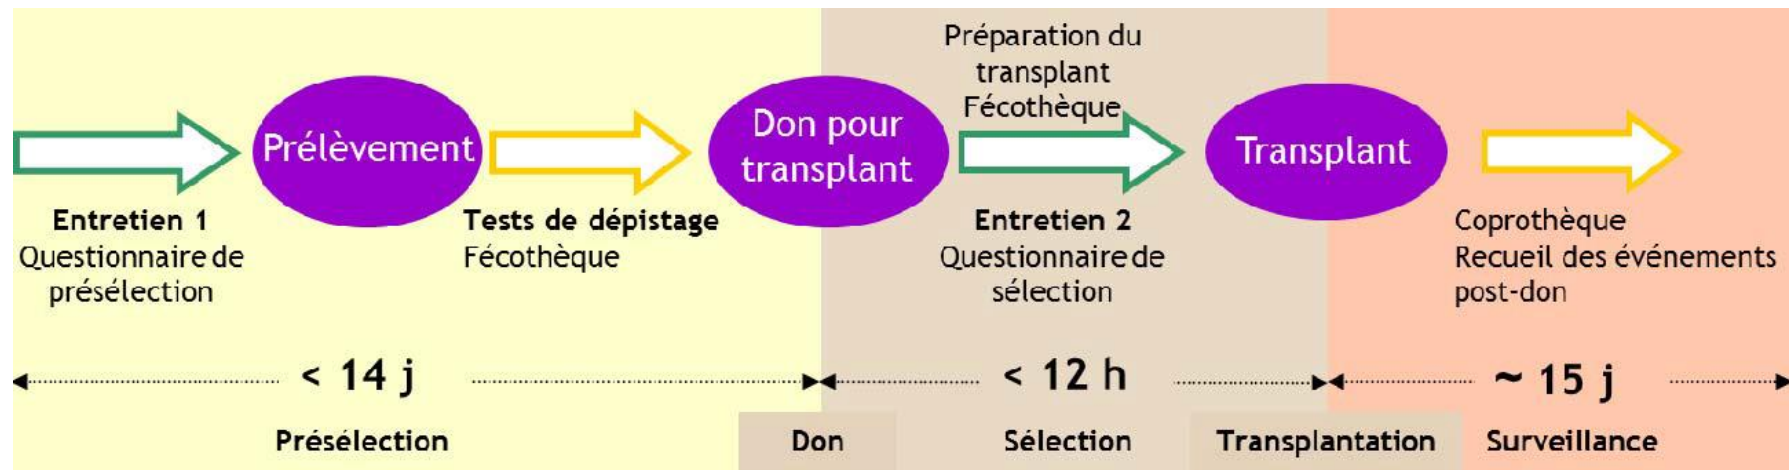 Préparation du
transplant
Fécothèque
Prélèvement
Don pour
transplant
Transplant
Entretien 1
Questionnaire de
présélection
Tests de dépistage
Fécothèque
Entretien 2
Questionnaire de
sélection
Coprothèque
Recueil des événements
post-don
< 14 j
< 12 h
~ 15 j
Présélection
Don
Sélection
Transplantation
Surveillance